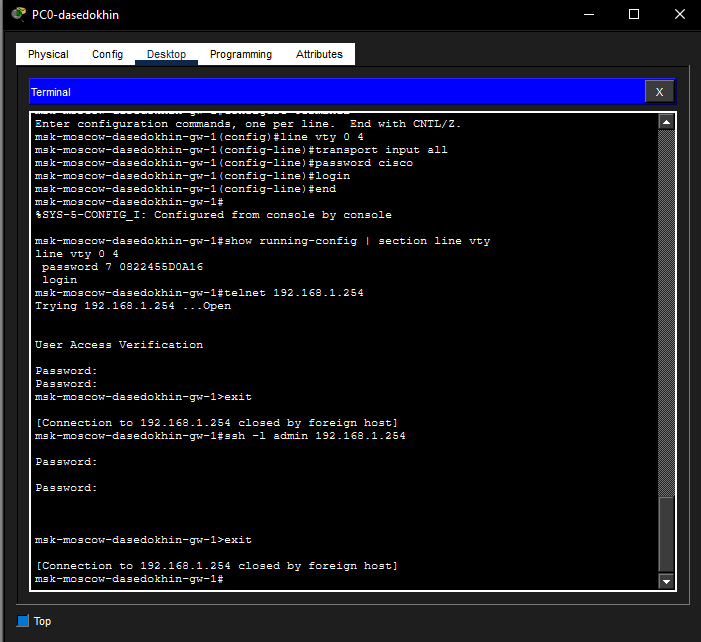 PC0-dasedokhin
Physical Config Desktop Programming Attributes
Terminal X
Enter configuration commands, one per line. End with CNTL/Z.
msk-moscow-dasedokhin-gw-1(config)#line vty 0 4
msk-moscow-dasedokhin-gw-1(config-line)#transport input all
msk-moscow-dasedokhin-gw-1(config-line)#password cisco
msk-moscow-dasedokhin-gw-1(config-line)#login
msk-moscow-dasedokhin-gw-1(config-line)#end
msk-moscow-dasedokhin-gw-1#
%SYS-5-CONFIG_I: Configured from console by console
msk-moscow-dasedokhin-gw-1#show running-config | section line vty
line vty 0 4
password 7 0822455D0A16
login
msk-moscow-dasedokhin-gw-1#telnet 192.168.1.254
Trying 192.168.1.254 ...Open
User Access Verification
Password:
Password:
msk-moscow-dasedokhin-gw-1>exit
[Connection to 192.168.1.254 closed by foreign host]
msk-moscow-dasedokhin-gw-1#ssh -l admin 192.168.1.254
Password:
Password:
msk-moscow-dasedokhin-gw-1>exit
[Connection to 192.168.1.254 closed by foreign host]
msk-moscow-dasedokhin-gw-1#
Top